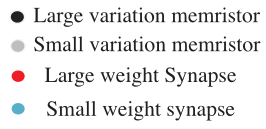 Large variation memristor
Small variation memristor
Large weight Synapse
Small weight synapse